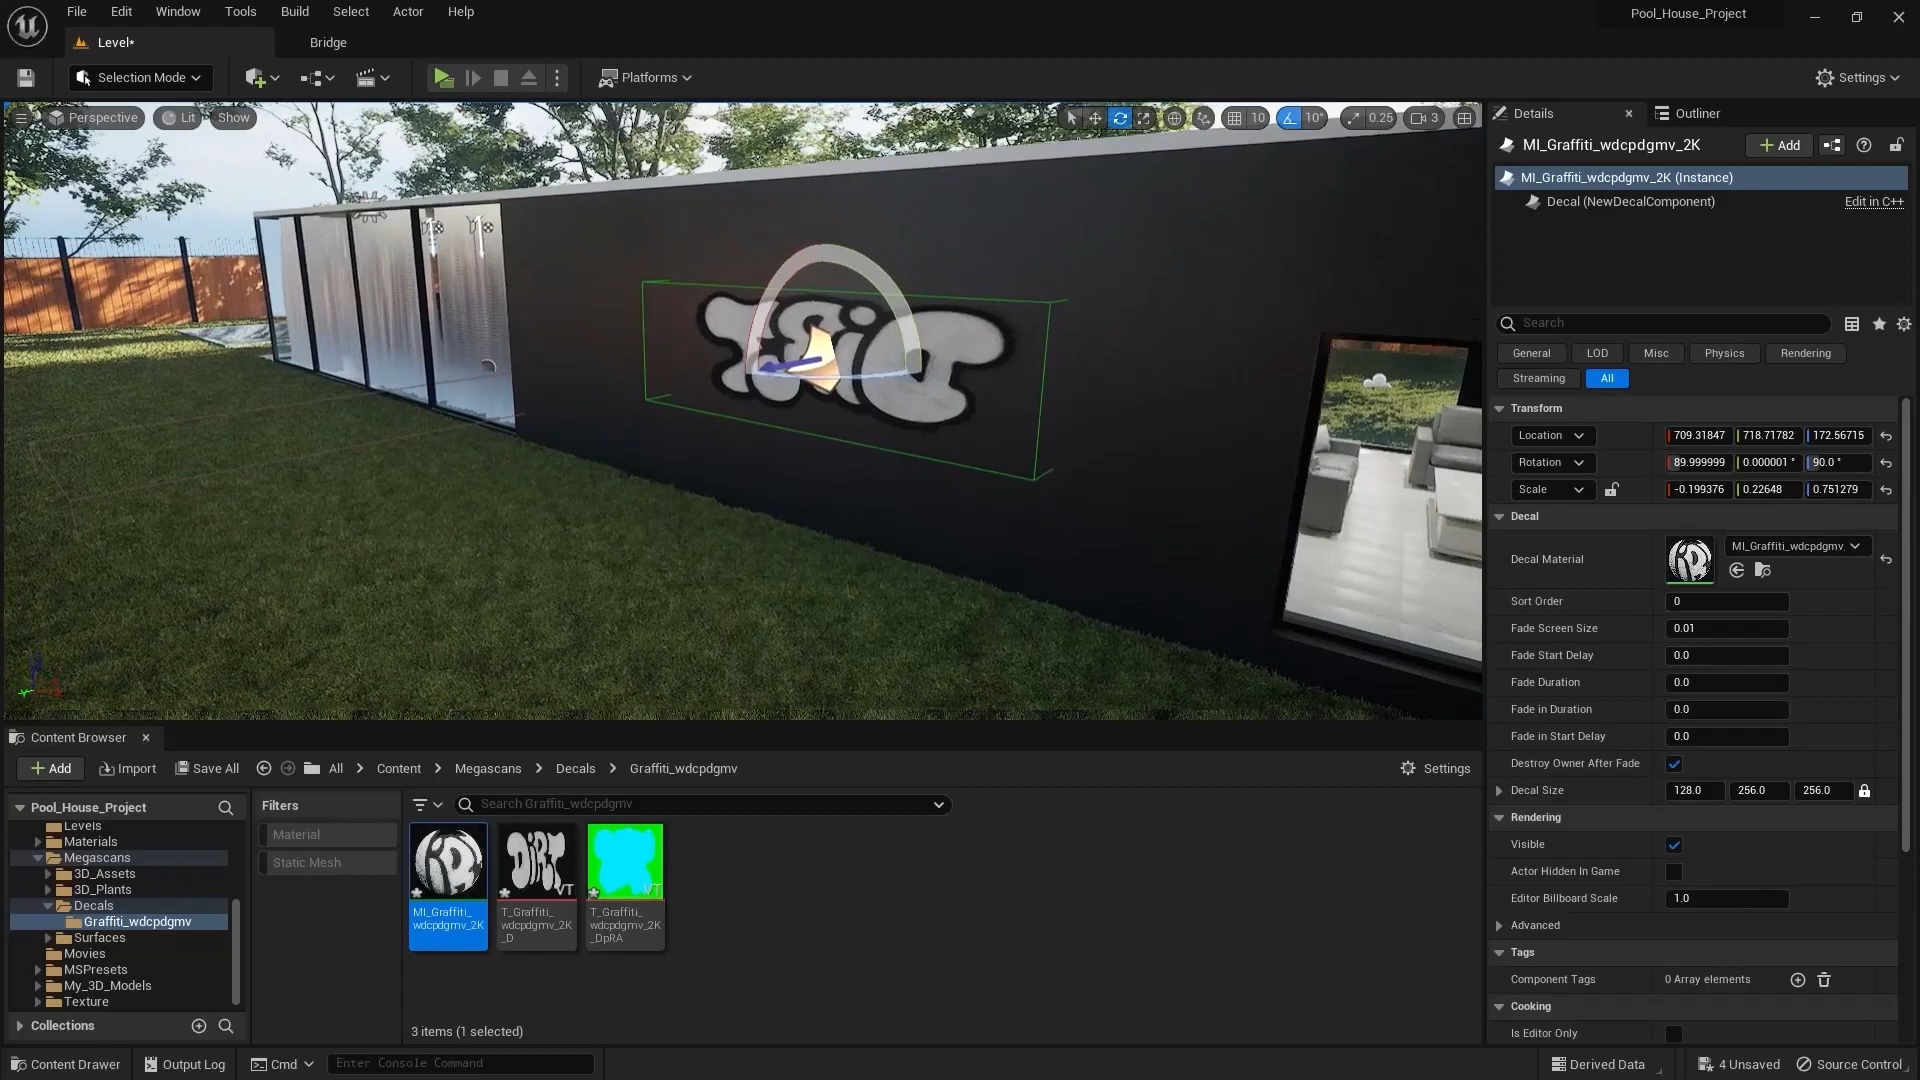 File Edit Window Tools Build Select Actor Help
Pool_House_Project
Level*
Bridge
Selection Mode
Platforms
Settings
Perspective
Lit
Show
10
10°
0.25
3
Details
Outliner
MI_Graffiti_wdcpdgmv_2K
Add
MI_Graffiti_wdcpdgmv_2K (Instance)
Decal (NewDecalComponent)
Edit in C++
Search
General
LOD
Misc
Physics
Rendering
Streaming
All
Transform
Location
709.31847
718.71782
172.56715
Rotation
89.999999
0.000001 °
90.0 °
Scale
-0.199376
0.22648
0.751279
Decal
Decal Material
MI_Graffiti_wdcpdgmv.
Sort Order
0
Fade Screen Size
0.01
Fade Start Delay
0.0
Fade Duration
0.0
Fade in Duration
0.0
Fade in Start Delay
0.0
Destroy Owner After Fade
Decal Size
128.0
256.0
256.0
Rendering
Visible
Actor Hidden In Game
Editor Billboard Scale
1.0
Advanced
Tags
Component Tags
0 Array elements
Cooking
Is Editor Only
Content Browser
Add
Import
Save All
All
Content
Megascans
Decals
Graffiti_wdcpdgmv
Settings
Pool_House_Project
Levels
Materials
Megascans
3D_Assets
3D_Plants
Decals
Graffiti_wdcpdgmv
Surfaces
Movies
MSPresets
My_3D_Models
Texture
Collections
Filters
Material
Static Mesh
Search Graffiti_wdcpdgmv
MI_Graffiti_
wdcpdgmv_2K
DIRT
VT
T_Graffiti_
wdcpdgmv_2K
_D
VT
T_Graffiti_
wdcpdgmv_2K
_DpRA
3 items (1 selected)
Content Drawer
Output Log
Cmd
Enter Console Command
Derived Data
4 Unsaved
Source Control